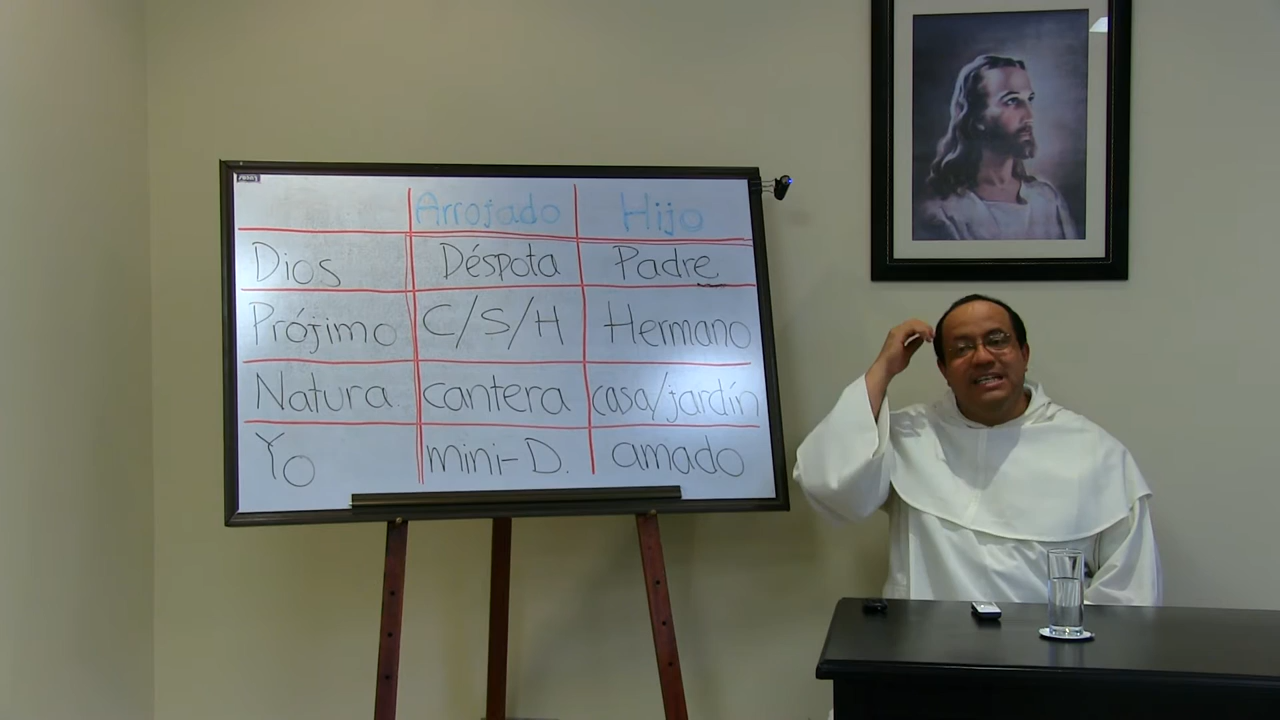 Arrojado Hijo
Dios Déspota Padre
Prójimo C/S/H Hermano
Natura cantera casa/jardín
Yo mini-D. amado